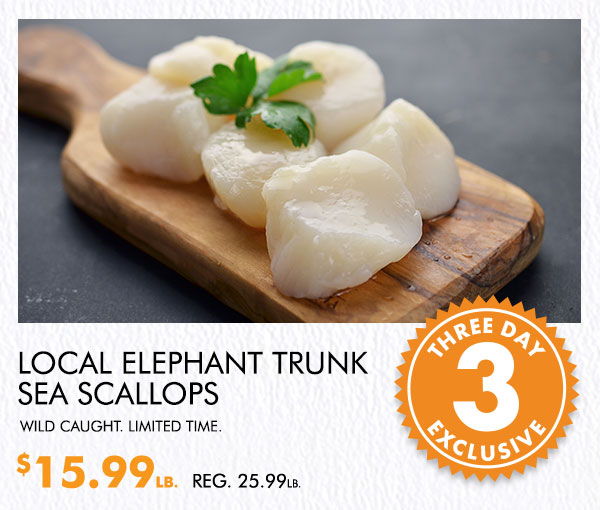 LOCAL ELEPHANT TRUNK
SEA SCALLOPS
WILD CAUGHT. LIMITED TIME.
$15.99LB. REG. 25.99LB.
THREE DAY
3
EXCLUSIVE